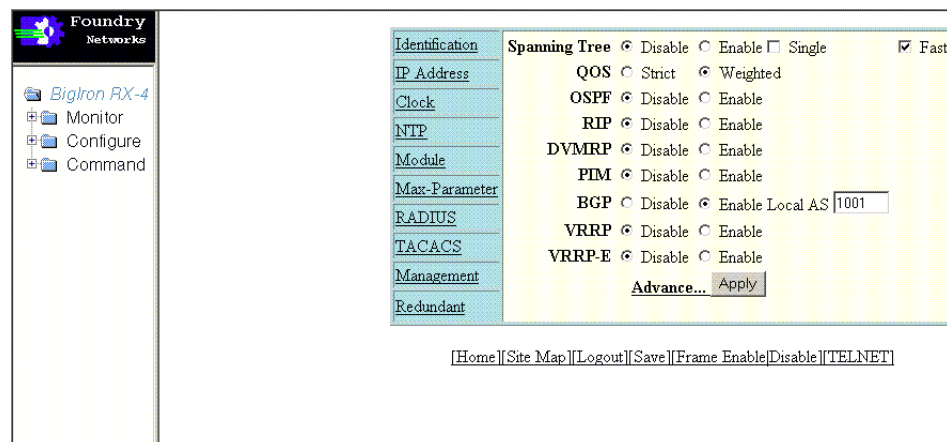 Foundry
Networks
BigIron RX-4
Monitor
Configure
Command
Identification
IP Address
Clock
NTP
Module
Max-Parameter
RADIUS
TACACS
Management
Redundant
Spanning Tree Disable Enable Single Fast
QOS Strict Weighted
OSPF Disable Enable
RIP Disable Enable
DVMRP Disable Enable
PIM Disable Enable
BGP Disable Enable Local AS 1001
VRRP Disable Enable
VRRP-E Disable Enable
Advance... Apply
[Home][Site Map][Logout][Save][Frame Enable|Disable][TELNET]